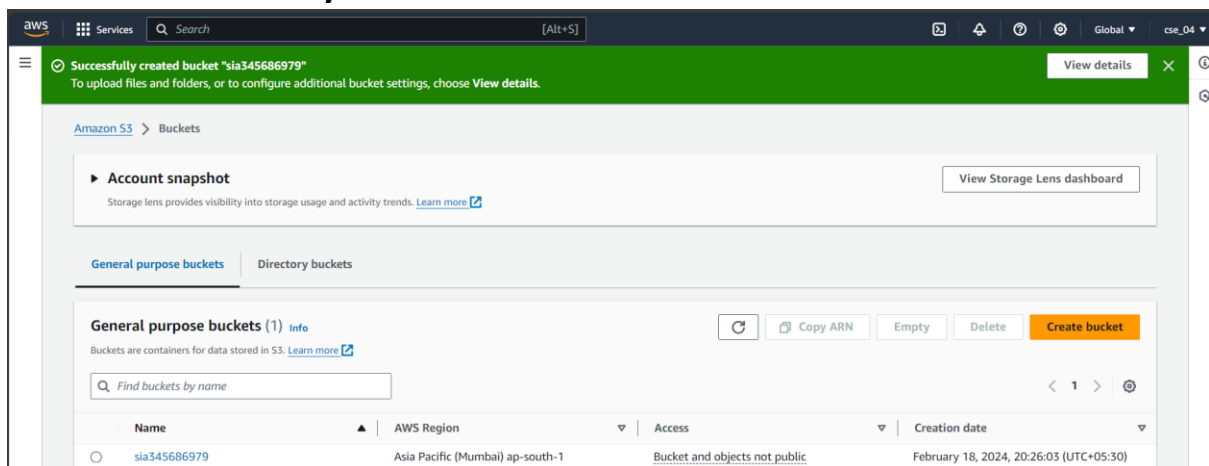 aws Services Search [Alt+S] Global cse_04
Successfully created bucket "sia345686979" View details
To upload files and folders, or to configure additional bucket settings, choose View details.
Amazon S3 > Buckets
Account snapshot View Storage Lens dashboard
Storage lens provides visibility into storage usage and activity trends. Learn more
General purpose buckets Directory buckets
General purpose buckets (1) Info Copy ARN Empty Delete Create bucket
Buckets are containers for data stored in S3. Learn more
Find buckets by name < 1 >
Name AWS Region Access Creation date
sia345686979 Asia Pacific (Mumbai) ap-south-1 Bucket and objects not public February 18, 2024, 20:26:03 (UTC+05:30)